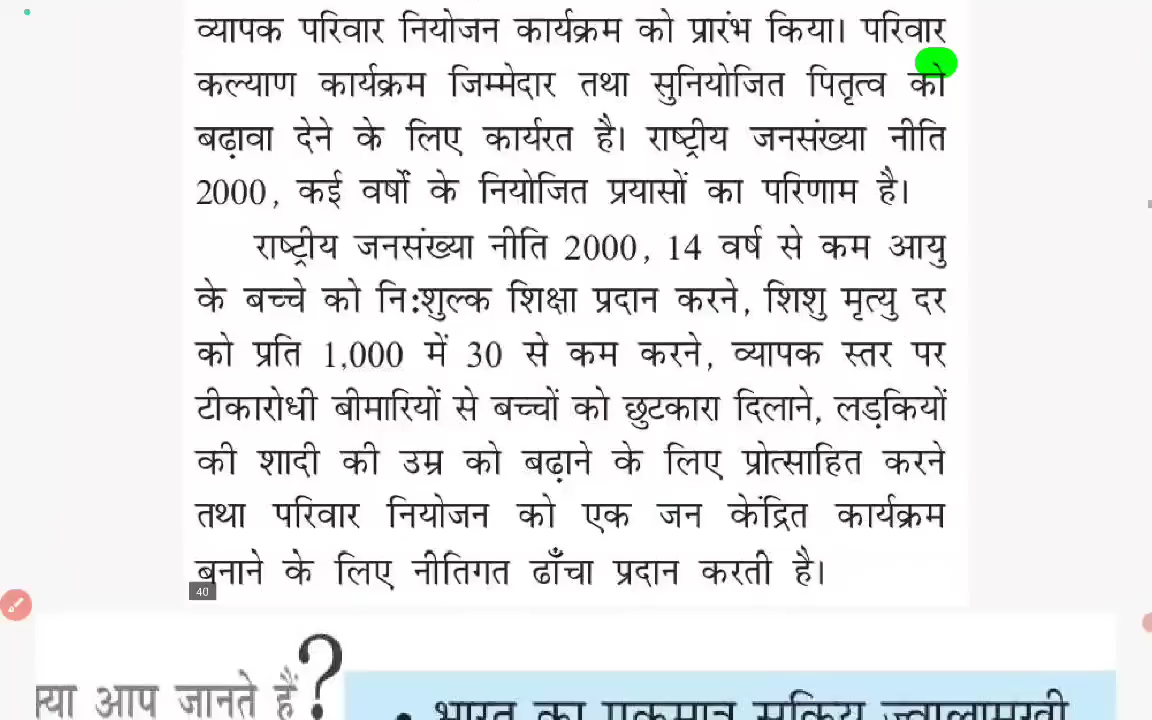 व्यापक परिवार नियोजन कार्यक्रम को प्रारंभ किया। परिवार
कल्याण कार्यक्रम जिम्मेदार तथा सुनियोजित पितृत्व को
बढ़ावा देने के लिए कार्यरत है। राष्ट्रीय जनसंख्या नीति
2000, कई वर्षों के नियोजित प्रयासों का परिणाम है।
राष्ट्रीय जनसंख्या नीति 2000, 14 वर्ष से कम आयु
के बच्चे को नि:शुल्क शिक्षा प्रदान करने, शिशु मृत्यु दर
को प्रति 1,000 में 30 से कम करने, व्यापक स्तर पर
टीकारोधी बीमारियों से बच्चों को छुटकारा दिलाने, लड़कियों
की शादी की उम्र को बढ़ाने के लिए प्रोत्साहित करने
तथा परिवार नियोजन को एक जन केंद्रित कार्यक्रम
बनाने के लिए नीतिगत ढाँचा प्रदान करती है।
40
क्या आप जानते हैं?
• भारत का एकमात्र सक्रिय ज्वालामुखी